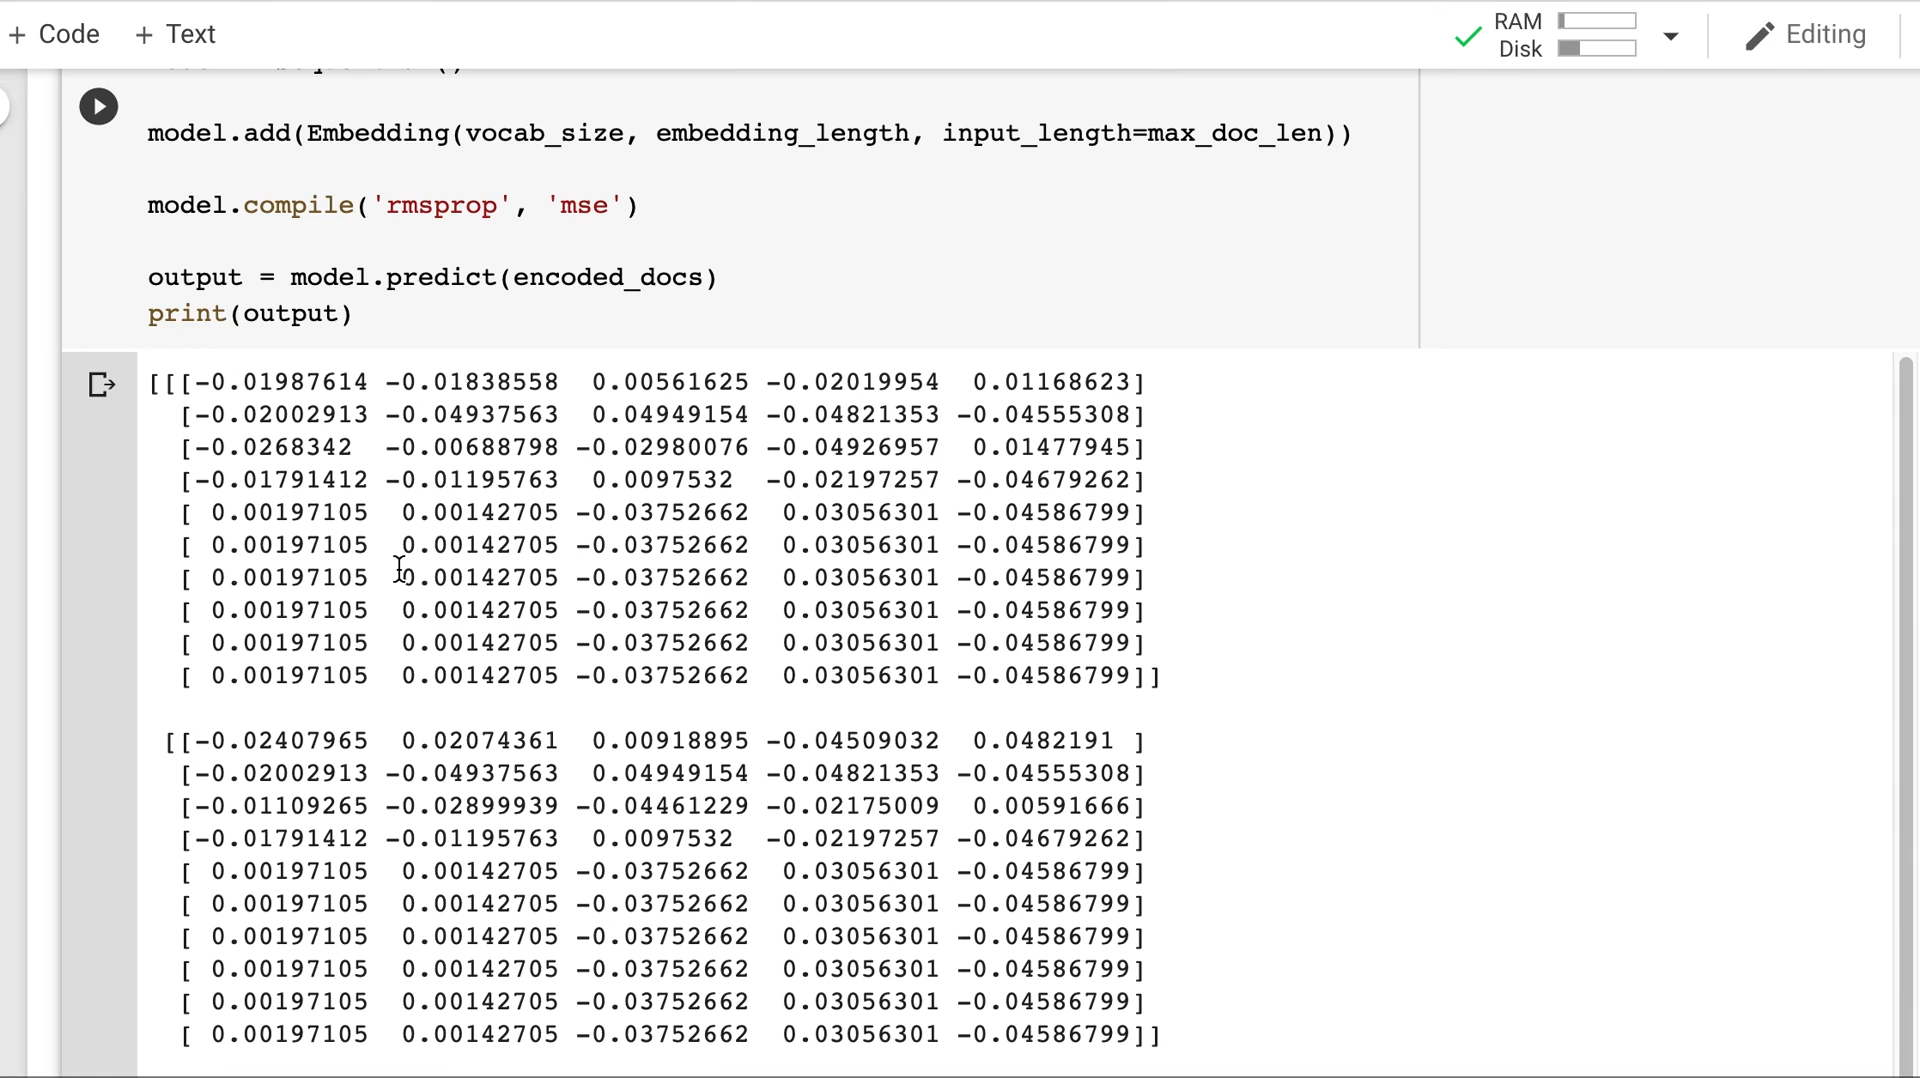 + Code + Text
RAM
Disk
Editing
model.add(Embedding(vocab_size, embedding_length, input_length=max_doc_len))
model.compile('rmsprop', 'mse')
output = model.predict(encoded_docs)
print(output)
[[[-0.01987614 -0.01838558 0.00561625 -0.02019954 0.01168623]
[-0.02002913 -0.04937563 0.04949154 -0.04821353 -0.04555308]
[-0.0268342 -0.00688798 -0.02980076 -0.04926957 0.01477945]
[-0.01791412 -0.01195763 0.0097532 -0.02197257 -0.04679262]
[ 0.00197105 0.00142705 -0.03752662 0.03056301 -0.04586799]
[ 0.00197105 0.00142705 -0.03752662 0.03056301 -0.04586799]
[ 0.00197105 0.00142705 -0.03752662 0.03056301 -0.04586799]
[ 0.00197105 0.00142705 -0.03752662 0.03056301 -0.04586799]
[ 0.00197105 0.00142705 -0.03752662 0.03056301 -0.04586799]
[ 0.00197105 0.00142705 -0.03752662 0.03056301 -0.04586799]]
[[-0.02407965 0.02074361 0.00918895 -0.04509032 0.0482191 ]
[-0.02002913 -0.04937563 0.04949154 -0.04821353 -0.04555308]
[-0.01109265 -0.02899939 -0.04461229 -0.02175009 0.00591666]
[-0.01791412 -0.01195763 0.0097532 -0.02197257 -0.04679262]
[ 0.00197105 0.00142705 -0.03752662 0.03056301 -0.04586799]
[ 0.00197105 0.00142705 -0.03752662 0.03056301 -0.04586799]
[ 0.00197105 0.00142705 -0.03752662 0.03056301 -0.04586799]
[ 0.00197105 0.00142705 -0.03752662 0.03056301 -0.04586799]
[ 0.00197105 0.00142705 -0.03752662 0.03056301 -0.04586799]
[ 0.00197105 0.00142705 -0.03752662 0.03056301 -0.04586799]]